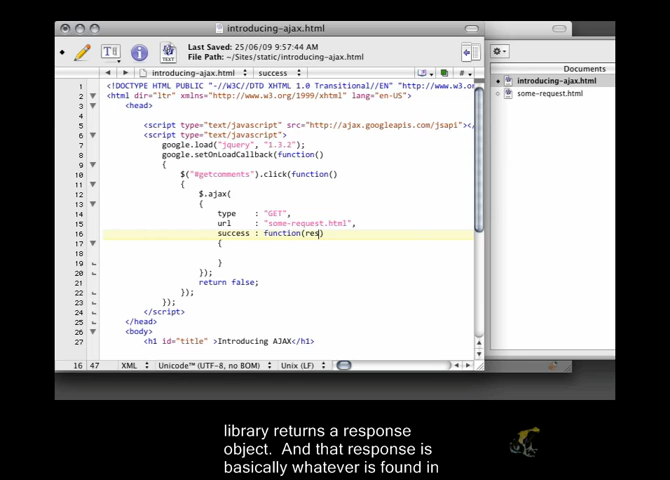 introducing-ajax.html
Last Saved: 25/06/09 9:57:44 AM
File Path: ~/Sites/static/introducing-ajax.html
TEXT
Documents
introducing-ajax.html
success
#
introducing-ajax.html
some-request.html
1 <!DOCTYPE HTML PUBLIC "-//W3C//DTD XHTML 1.0 Transitional//EN" "http://www.w3.or
2 <html dir="ltr" xmlns="http://www.w3.org/1999/xhtml" lang="en-US">
3 <head>
4
5 <script type="text/javascript" src="http://ajax.googleapis.com/jsapi"></
6 <script type="text/javascript">
7 google.load("jquery", "1.3.2");
8 google.setOnLoadCallback(function()
9 {
10 $("#getcomments").click(function()
11 {
12 $.ajax(
13 {
14 type : "GET",
15 url : "some-request.html",
16 success : function(res)
17 {
18
19 }
20 });
21 return false;
22 });
23 });
24 </script>
25 </head>
26 <body>
27 <h1 id="title" >Introducing AJAX</h1>
16 47 XML Unicode™ (UTF-8, no BOM) Unix (LF)
library returns a response
object. And that response is
basically whatever is found in